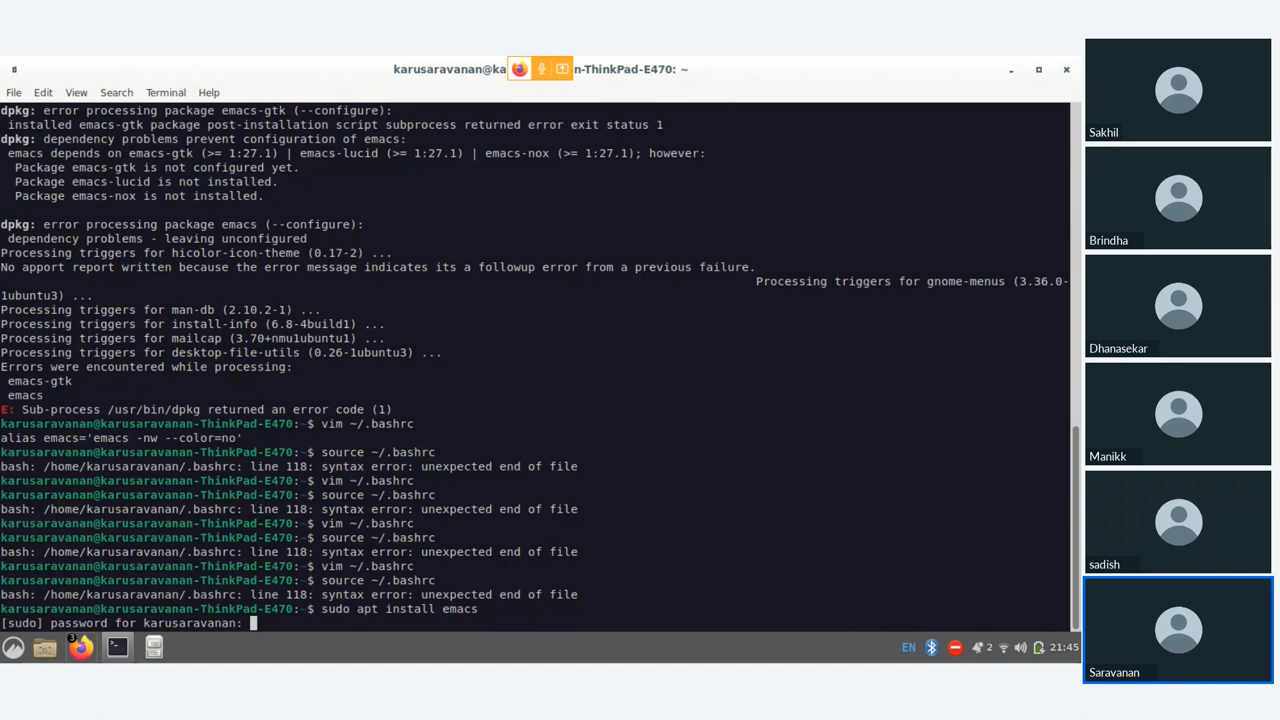 karusaravanan@ka n-ThinkPad-E470: ~
File Edit View Search Terminal Help
dpkg: error processing package emacs-gtk (--configure):
installed emacs-gtk package post-installation script subprocess returned error exit status 1
dpkg: dependency problems prevent configuration of emacs:
emacs depends on emacs-gtk (>= 1:27.1) | emacs-lucid (>= 1:27.1) | emacs-nox (>= 1:27.1); however:
Package emacs-gtk is not configured yet.
Package emacs-lucid is not installed.
Package emacs-nox is not installed.
dpkg: error processing package emacs (--configure):
dependency problems - leaving unconfigured
Processing triggers for hicolor-icon-theme (0.17-2) ...
No apport report written because the error message indicates its a followup error from a previous failure.
Processing triggers for gnome-menus (3.36.0-
1ubuntu3) ...
Processing triggers for man-db (2.10.2-1) ...
Processing triggers for install-info (6.8-4build1) ...
Processing triggers for mailcap (3.70+nmu1ubuntu1) ...
Processing triggers for desktop-file-utils (0.26-1ubuntu3) ...
Errors were encountered while processing:
emacs-gtk
emacs
E: Sub-process /usr/bin/dpkg returned an error code (1)
karusaravanan@karusaravanan-ThinkPad-E470:~$ vim ~/.bashrc
alias emacs='emacs -nw --color=no'
karusaravanan@karusaravanan-ThinkPad-E470:~$ source ~/.bashrc
bash: /home/karusaravanan/.bashrc: line 118: syntax error: unexpected end of file
karusaravanan@karusaravanan-ThinkPad-E470:~$ vim ~/.bashrc
karusaravanan@karusaravanan-ThinkPad-E470:~$ source ~/.bashrc
bash: /home/karusaravanan/.bashrc: line 118: syntax error: unexpected end of file
karusaravanan@karusaravanan-ThinkPad-E470:~$ vim ~/.bashrc
karusaravanan@karusaravanan-ThinkPad-E470:~$ source ~/.bashrc
bash: /home/karusaravanan/.bashrc: line 118: syntax error: unexpected end of file
karusaravanan@karusaravanan-ThinkPad-E470:~$ vim ~/.bashrc
karusaravanan@karusaravanan-ThinkPad-E470:~$ source ~/.bashrc
bash: /home/karusaravanan/.bashrc: line 118: syntax error: unexpected end of file
karusaravanan@karusaravanan-ThinkPad-E470:~$ sudo apt install emacs
[sudo] password for karusaravanan:
3
EN 2 21:45
Sakhil
Brindha
Dhanasekar
Manikk
sadish
Saravanan